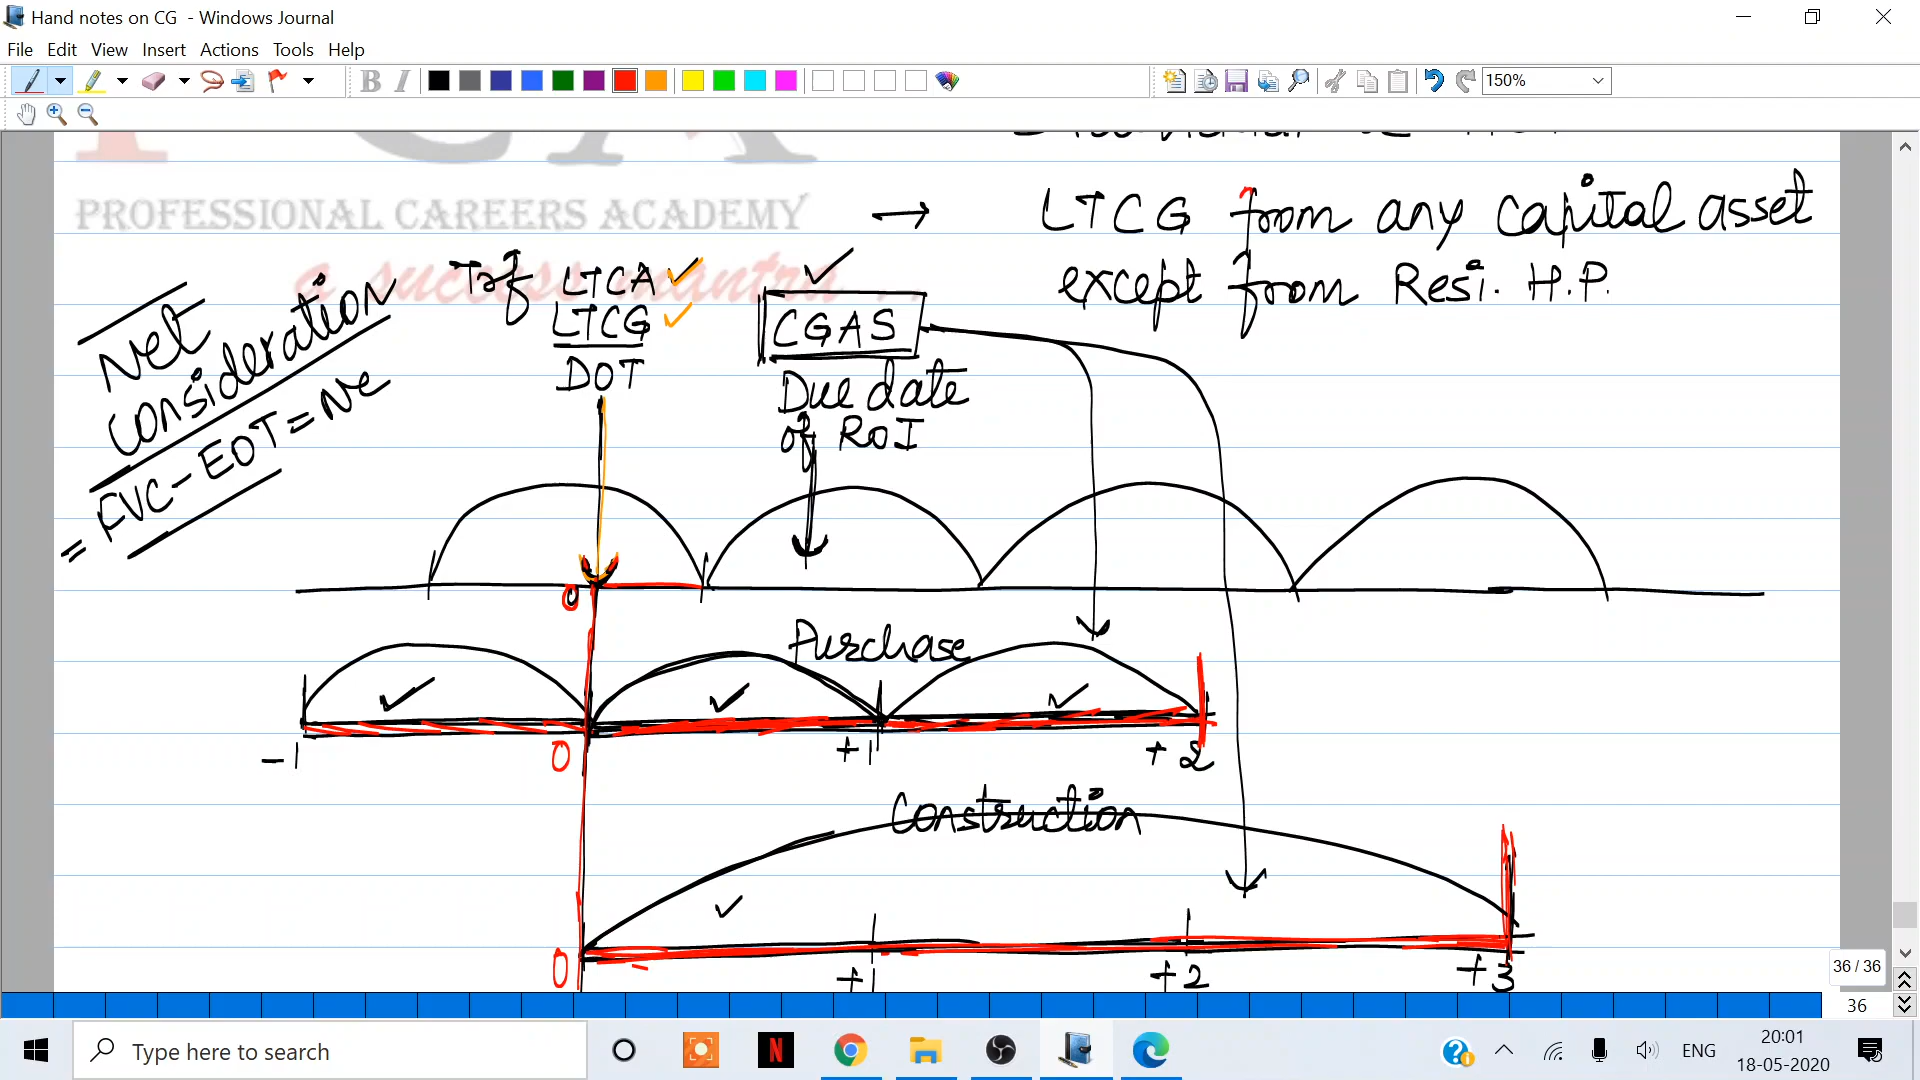 Hand notes on CG - Windows Journal
File Edit View Insert Actions Tools Help
B I
150%
PROFESSIONAL CAREERS ACADEMY
a success mantra
→ LTCG from any capital asset
except from Resi. H.P.
Trf LTCA ✓
LTCG ✓
DOT
✓
CGAS
Due date
of ROI
Net
consideration
= FVC - EOT = NC
0
Purchase
✓ ✓ ✓
-1 0 +1 +2
Construction
✓
0 +1 +2 +3
36 / 36
36
Type here to search
N
ENG
20:01
18-05-2020